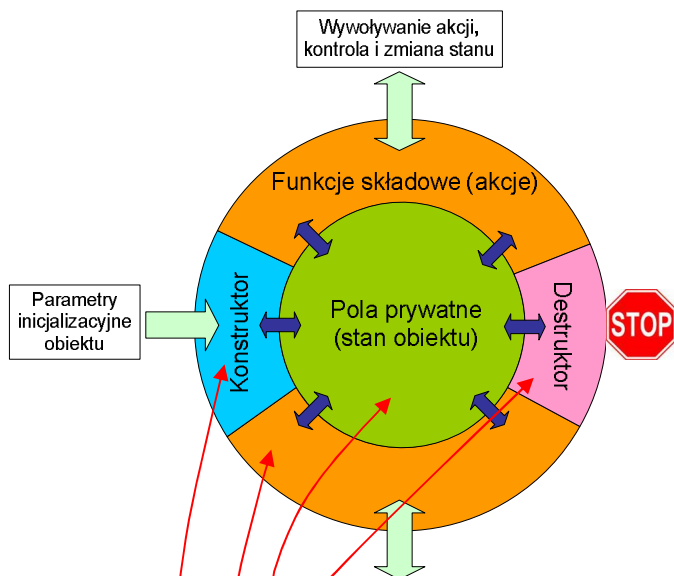 Wywoływanie akcji,
kontrola i zmiana stanu
Funkcje składowe (akcje)
Parametry
inicjalizacyjne
obiektu
Konstruktor
Pola prywatne
(stan obiektu)
Destruktor
STOP